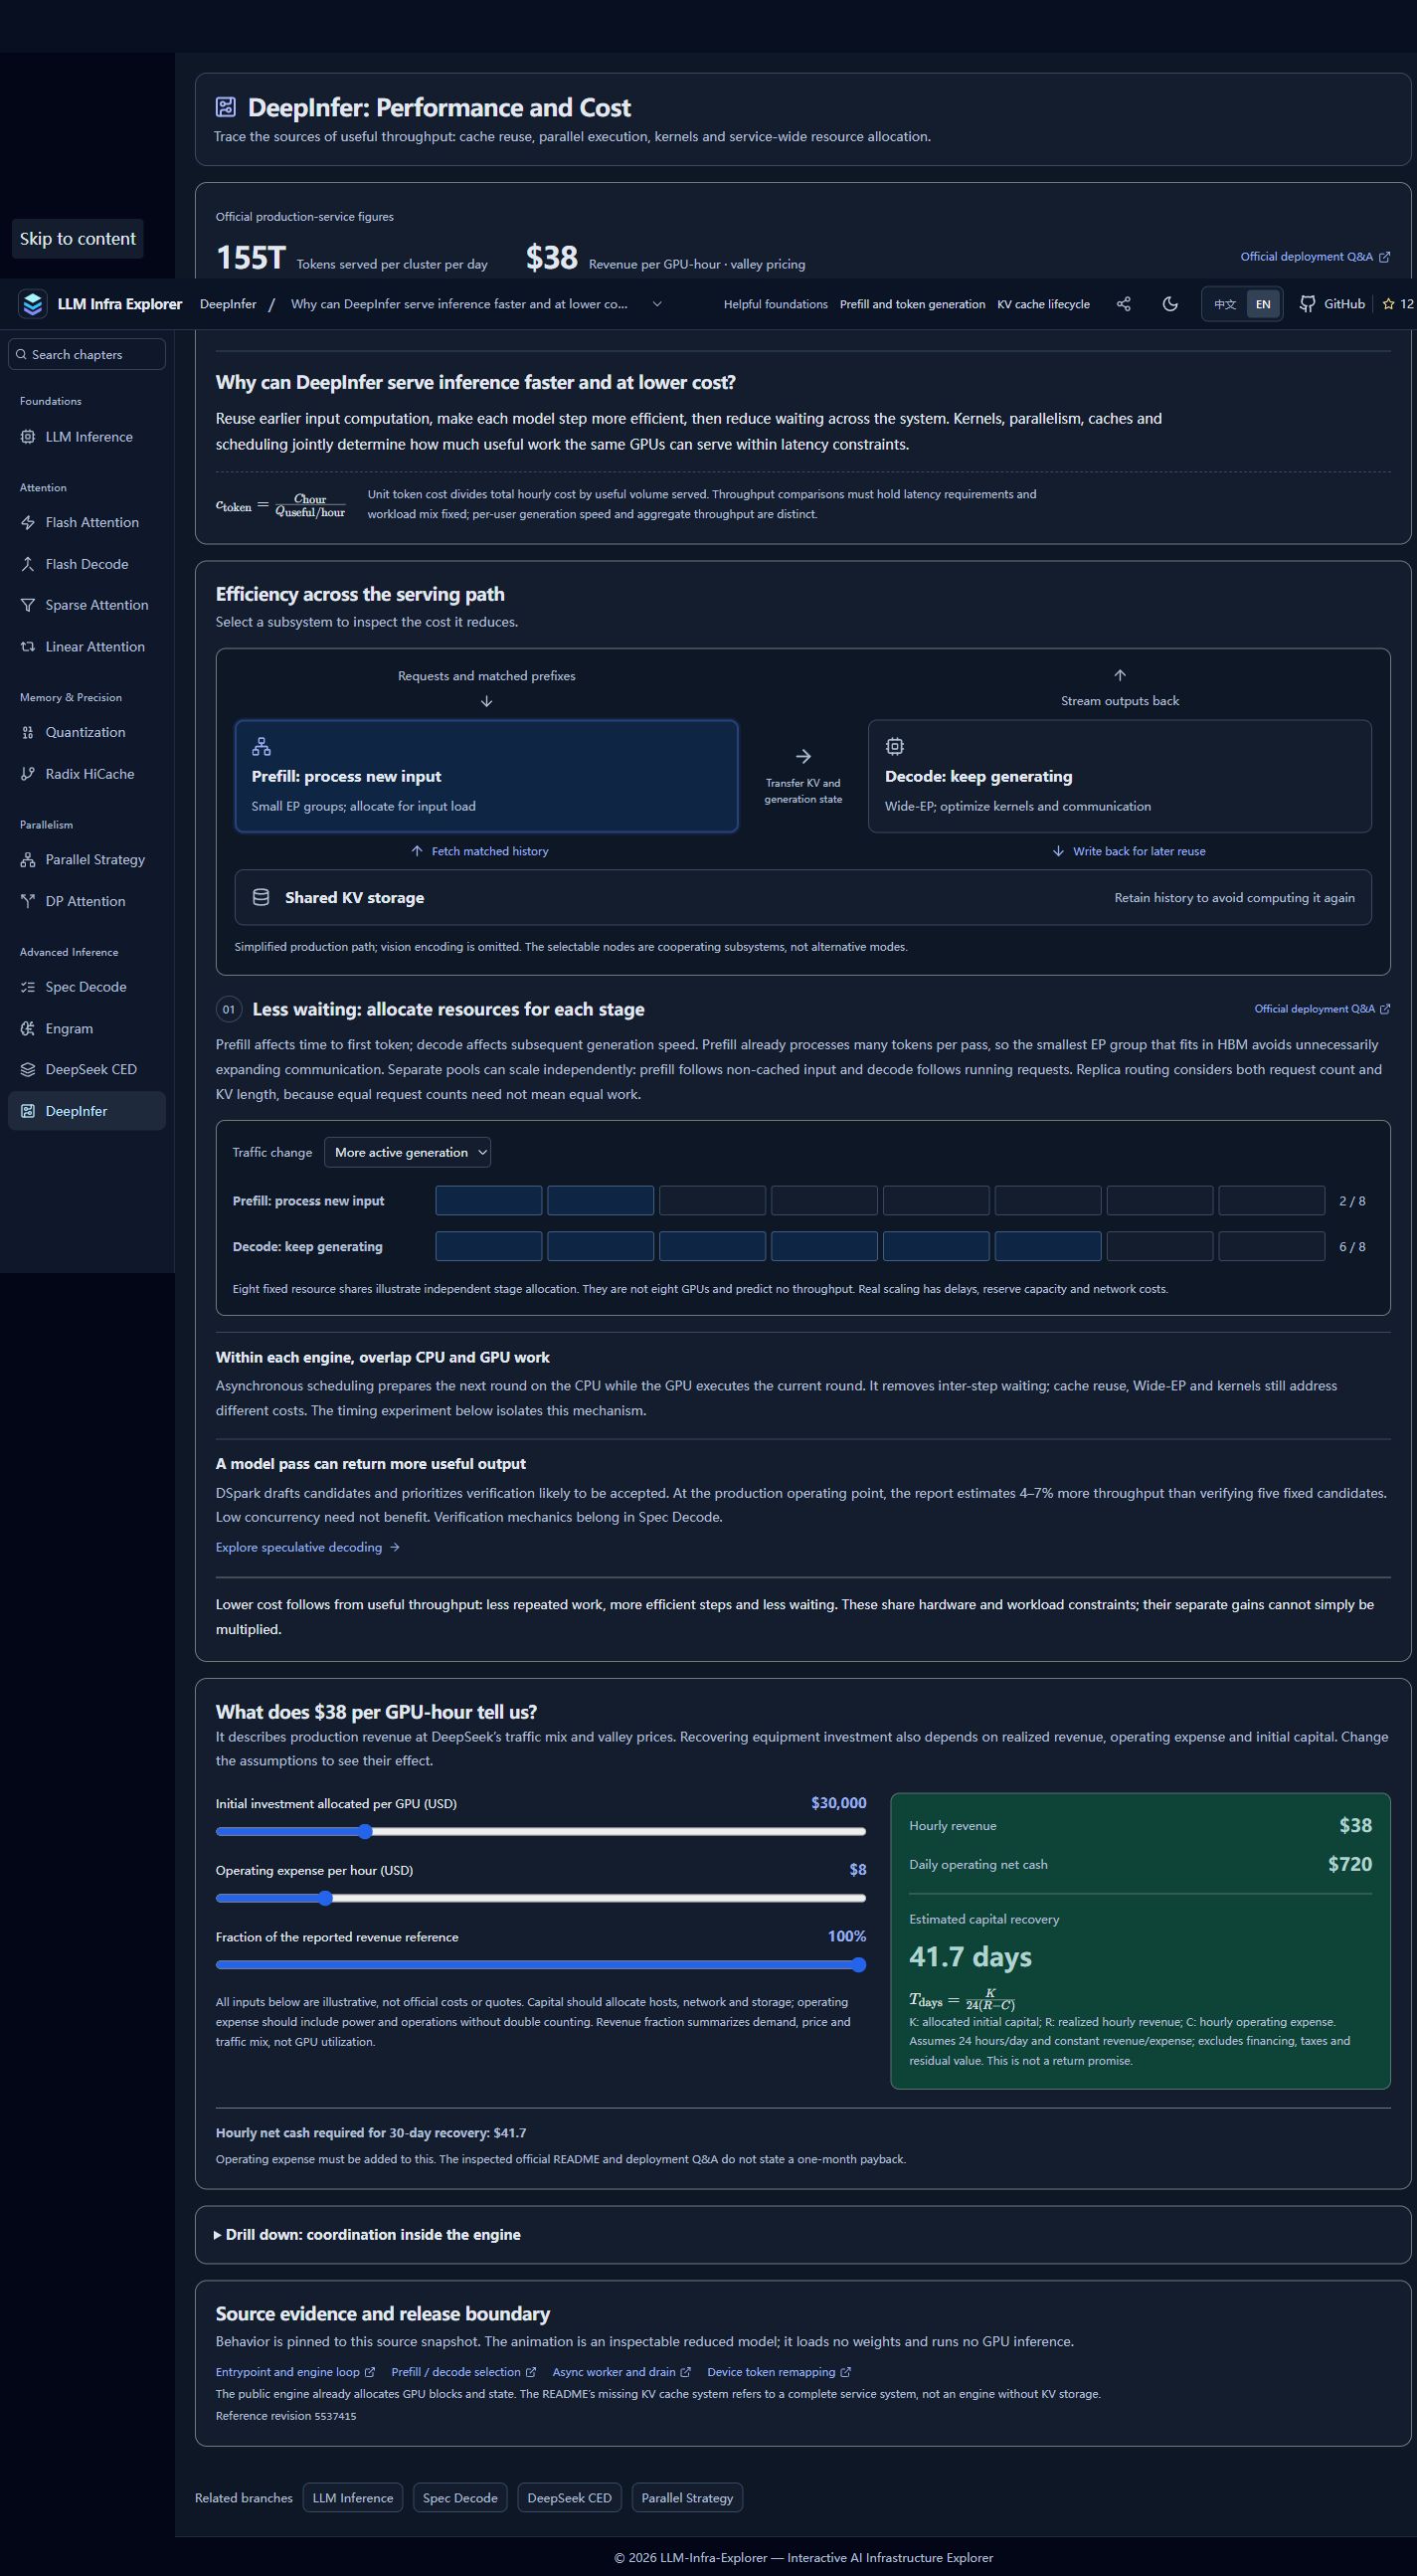 DeepInfer: Performance and Cost
Trace the sources of useful throughput: cache reuse, parallel execution, kernels and service-wide resource allocation.
Skip to content
Official production-service figures
155T Tokens served per cluster per day $38 Revenue per GPU-hour · valley pricing
Official deployment Q&A
LLM Infra Explorer DeepInfer / Why can DeepInfer serve inference faster and at lower co... Helpful foundations Prefill and token generation KV cache lifecycle 中文 EN GitHub 12
Search chapters
Foundations
LLM Inference
Attention
Flash Attention
Flash Decode
Sparse Attention
Linear Attention
Memory & Precision
Quantization
Radix HiCache
Parallelism
Parallel Strategy
DP Attention
Advanced Inference
Spec Decode
Engram
DeepSeek CED
DeepInfer
Why can DeepInfer serve inference faster and at lower cost?
Reuse earlier input computation, make each model step more efficient, then reduce waiting across the system. Kernels, parallelism, caches and
scheduling jointly determine how much useful work the same GPUs can serve within latency constraints.
c_token = C_hour / Q_useful/hour
Unit token cost divides total hourly cost by useful volume served. Throughput comparisons must hold latency requirements and
workload mix fixed; per-user generation speed and aggregate throughput are distinct.
Efficiency across the serving path
Select a subsystem to inspect the cost it reduces.
Requests and matched prefixes
↓
↑
Stream outputs back
Prefill: process new input
Small EP groups; allocate for input load
→
Transfer KV and
generation state
Decode: keep generating
Wide-EP; optimize kernels and communication
↑ Fetch matched history
↓ Write back for later reuse
Shared KV storage
Retain history to avoid computing it again
Simplified production path; vision encoding is omitted. The selectable nodes are cooperating subsystems, not alternative modes.
01 Less waiting: allocate resources for each stage
Official deployment Q&A
Prefill affects time to first token; decode affects subsequent generation speed. Prefill already processes many tokens per pass, so the smallest EP group that fits in HBM avoids unnecessarily
expanding communication. Separate pools can scale independently: prefill follows non-cached input and decode follows running requests. Replica routing considers both request count and
KV length, because equal request counts need not mean equal work.
Traffic change More active generation
Prefill: process new input 2 / 8
Decode: keep generating 6 / 8
Eight fixed resource shares illustrate independent stage allocation. They are not eight GPUs and predict no throughput. Real scaling has delays, reserve capacity and network costs.
Within each engine, overlap CPU and GPU work
Asynchronous scheduling prepares the next round on the CPU while the GPU executes the current round. It removes inter-step waiting; cache reuse, Wide-EP and kernels still address
different costs. The timing experiment below isolates this mechanism.
A model pass can return more useful output
DSpark drafts candidates and prioritizes verification likely to be accepted. At the production operating point, the report estimates 4–7% more throughput than verifying five fixed candidates.
Low concurrency need not benefit. Verification mechanics belong in Spec Decode.
Explore speculative decoding →
Lower cost follows from useful throughput: less repeated work, more efficient steps and less waiting. These share hardware and workload constraints; their separate gains cannot simply be
multiplied.
What does $38 per GPU-hour tell us?
It describes production revenue at DeepSeek's traffic mix and valley prices. Recovering equipment investment also depends on realized revenue, operating expense and initial capital. Change
the assumptions to see their effect.
Initial investment allocated per GPU (USD) $30,000
Operating expense per hour (USD) $8
Fraction of the reported revenue reference 100%
All inputs below are illustrative, not official costs or quotes. Capital should allocate hosts, network and storage; operating
expense should include power and operations without double counting. Revenue fraction summarizes demand, price and
traffic mix, not GPU utilization.
Hourly revenue $38
Daily operating net cash $720
Estimated capital recovery
41.7 days
T_days = K / 24(R−C)
K: allocated initial capital; R: realized hourly revenue; C: hourly operating expense.
Assumes 24 hours/day and constant revenue/expense; excludes financing, taxes and
residual value. This is not a return promise.
Hourly net cash required for 30-day recovery: $41.7
Operating expense must be added to this. The inspected official README and deployment Q&A do not state a one-month payback.
▸ Drill down: coordination inside the engine
Source evidence and release boundary
Behavior is pinned to this source snapshot. The animation is an inspectable reduced model; it loads no weights and runs no GPU inference.
Entrypoint and engine loop Prefill / decode selection Async worker and drain Device token remapping
The public engine already allocates GPU blocks and state. The README's missing KV cache system refers to a complete service system, not an engine without KV storage.
Reference revision 5537415
Related branches LLM Inference Spec Decode DeepSeek CED Parallel Strategy
© 2026 LLM-Infra-Explorer — Interactive AI Infrastructure Explorer